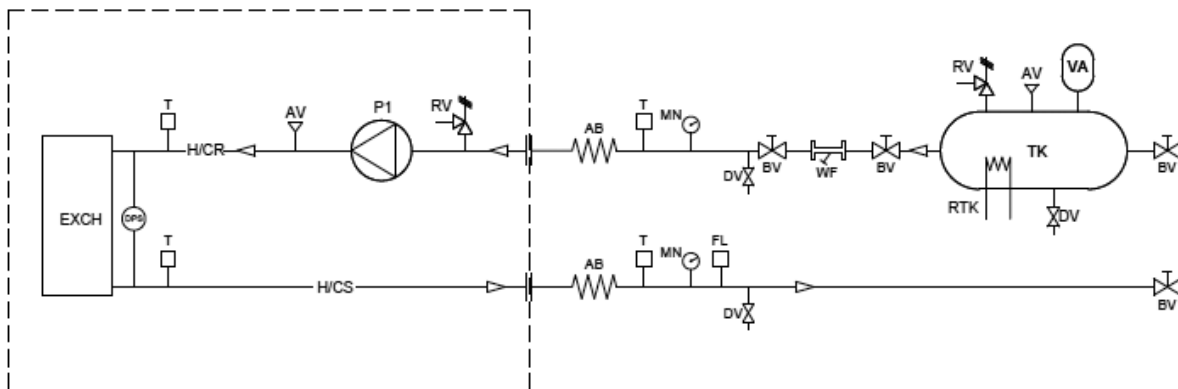 RV
AV
VA
T
AV
P1
RV
T
MN
AB
H/CR
DV
BV
WF
BV
TK
BV
RTK
DV
EXCH
DPS
T
T
MN
FL
AB
H/CS
DV
BV